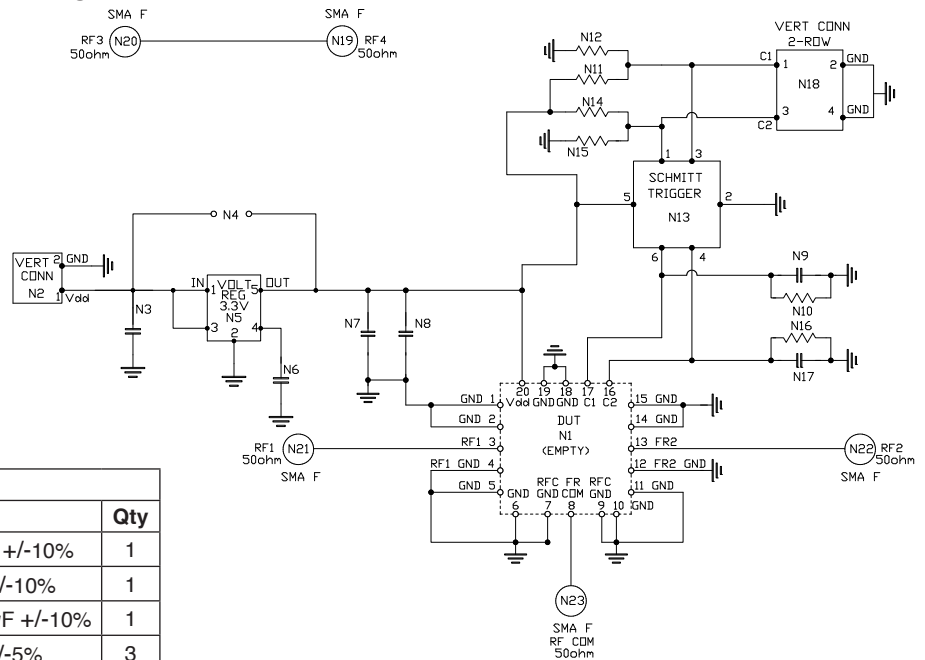 SMA F
RF3 N20
50ohm
SMA F
N19 RF4
50ohm
VERT CONN
2-ROW
N12
N11
N14
N15
C1 1
2 GND
N18
3
4 GND
C2
1 3
SCHMITT
TRIGGER
5
2
N13
6 4
N4
VERT 2 GND
CONN
N2 1 Vdd
N3
IN 1 VOLT 5 OUT
REG
3.3V
3 N5 4
2
N6
N7
N8
N9
N10
N16
N17
20 19 18 17 16
Vdd GND GND C1 C2
GND 1
GND 2
RF1 3
RF1 GND 4
GND 5
DUT
N1
(EMPTY)
15 GND
14 GND
13 FR2
12 FR2 GND
11 GND
RFC FR RFC
GND GND COM GND GND
6 7 8 9 10
RF1 N21
50ohm
SMA F
N22 RF2
50ohm
SMA F
N23
SMA F
RF COM
50ohm
Qty
+/-10% 1
/-10% 1
F +/-10% 1
/-5% 3